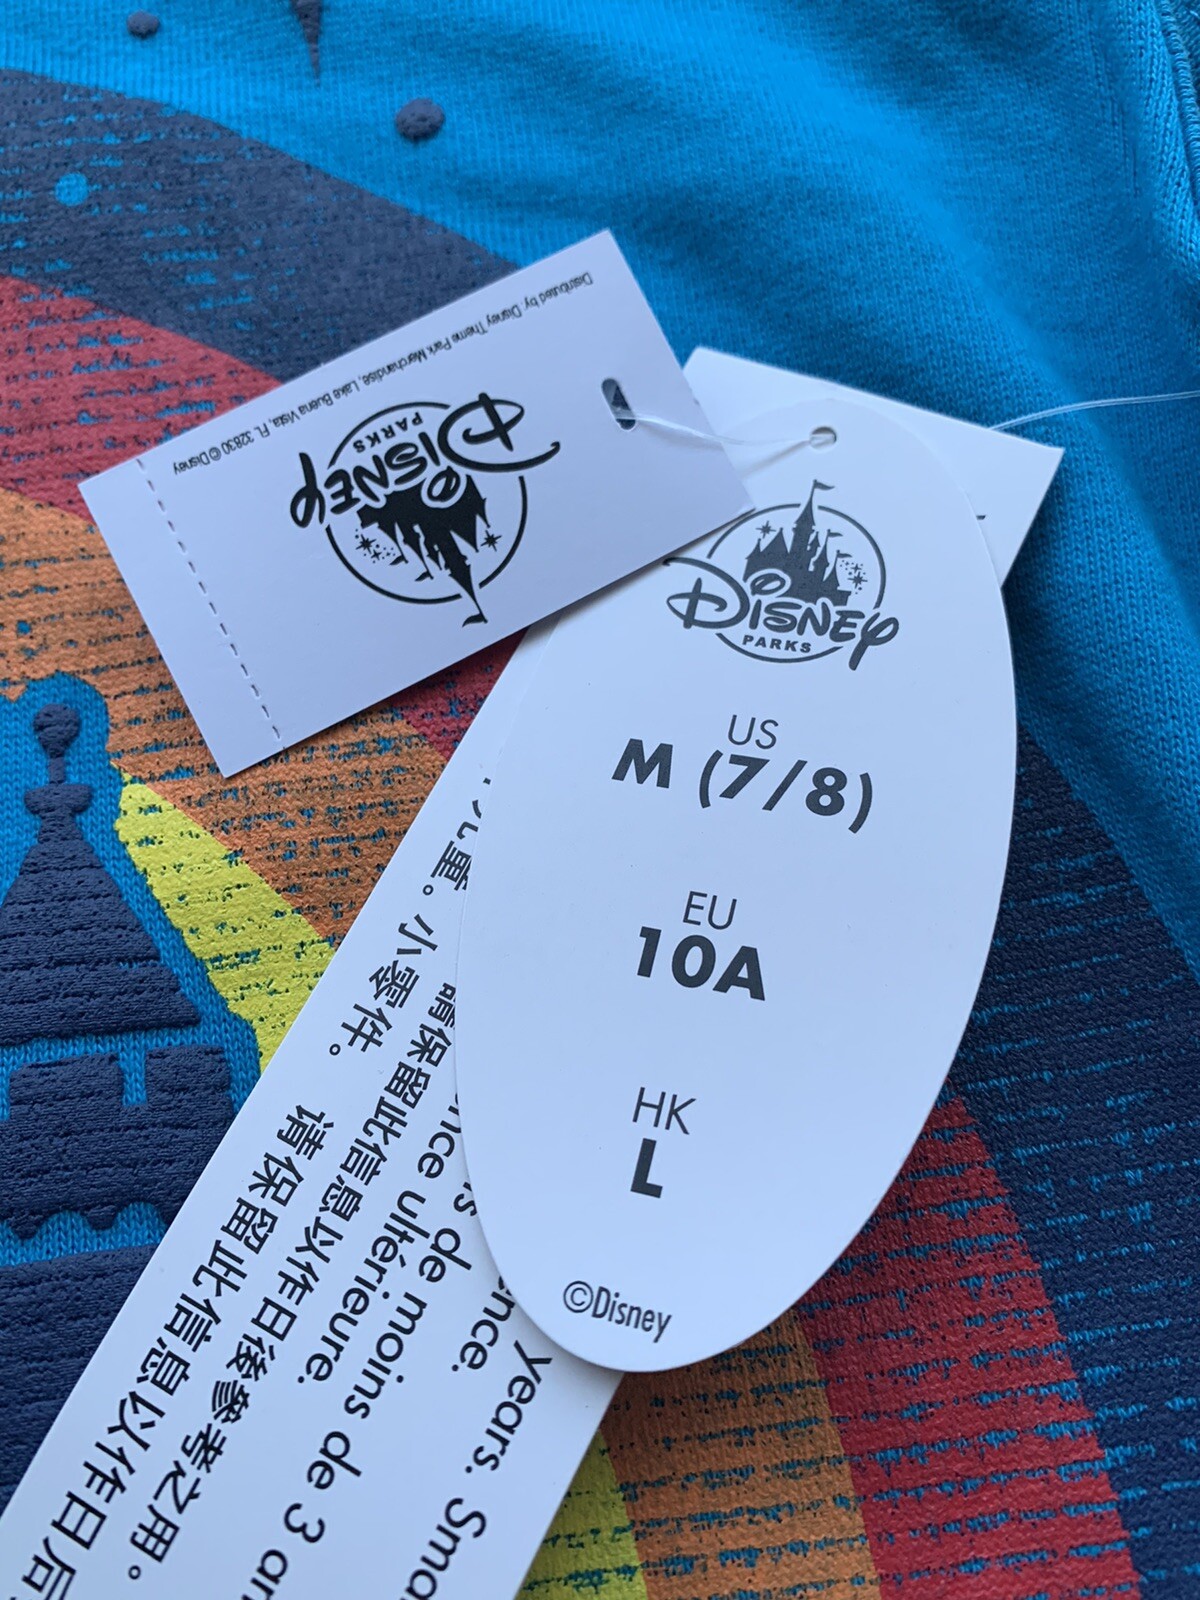 Distributed by: Disney Theme Park Merchandise, Lake Buena Vista, FL 32830 © Disney
Disney
PARKS
Disney
PARKS
US
M (7/8)
EU
10A
HK
L
©Disney
years. Sma
de moins de 3 an
ultérieure.
小零件。
請保留此信息以作日後參考之用。
请保留此信息以作日后